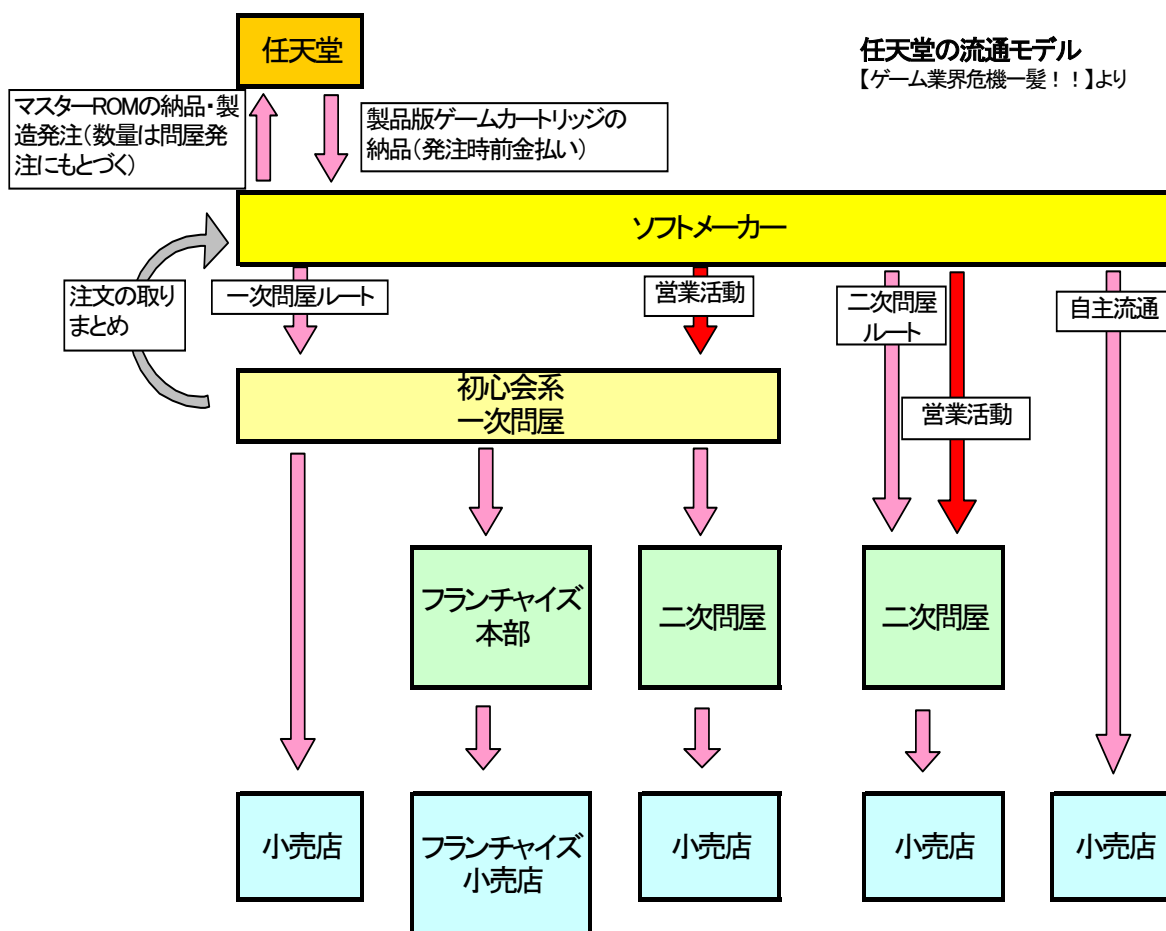 任天堂
任天堂の流通モデル
【ゲーム業界危機一髪！！】より
マスターROMの納品・製
造発注（数量は問屋発
注にもとづく）
製品版ゲームカートリッジの
納品（発注時前金払い）
ソフトメーカー
注文の取り
まとめ
一次問屋ルート
営業活動
二次問屋
ルート
自主流通
初心会系
一次問屋
営業活動
フランチャイズ
本部
二次問屋
二次問屋
小売店
フランチャイズ
小売店
小売店
小売店
小売店